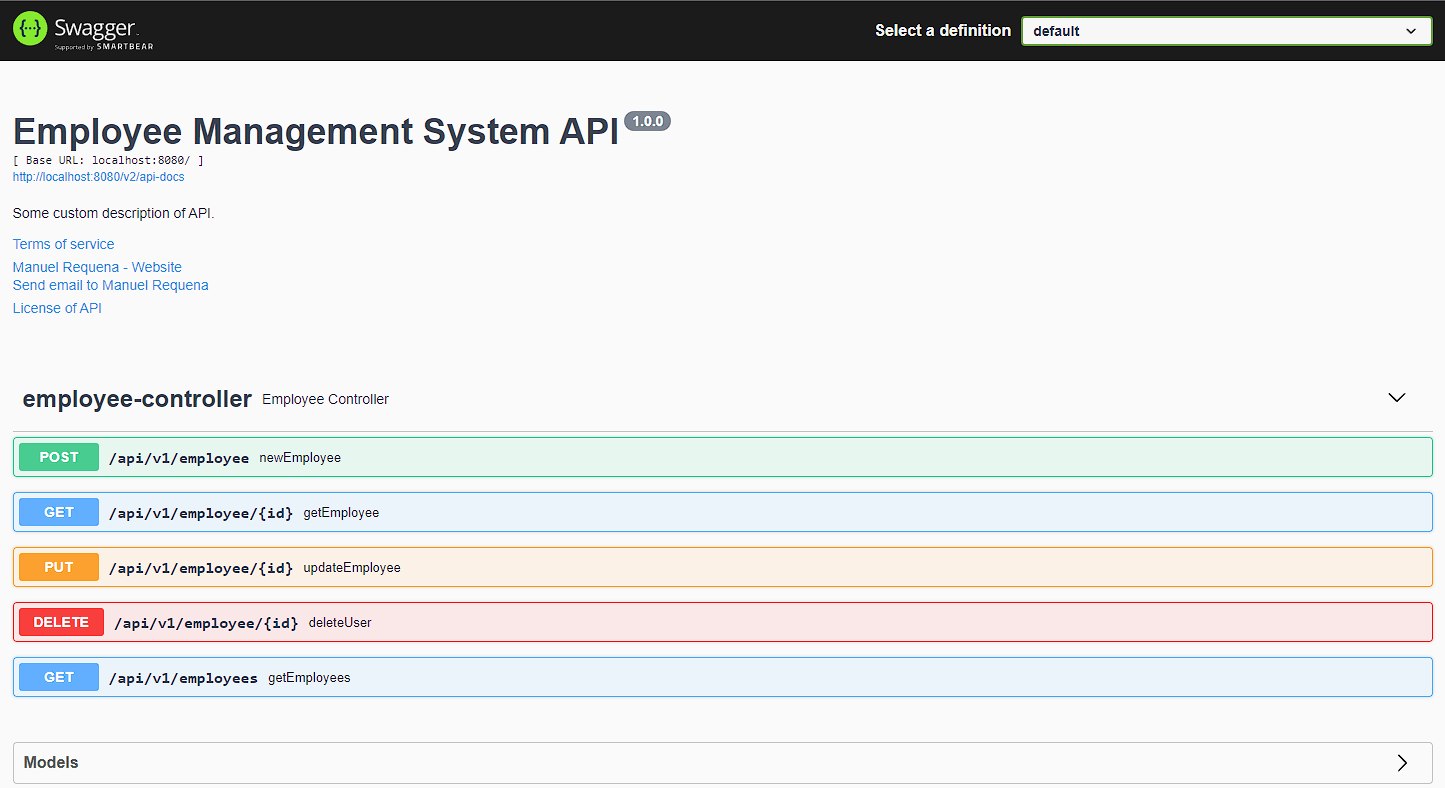 Swagger.
Supported by SMARTBEAR
Select a definition
default
Employee Management System API 1.0.0
[ Base URL: localhost:8080/ ]
http://localhost:8080/v2/api-docs
Some custom description of API.
Terms of service
Manuel Requena - Website
Send email to Manuel Requena
License of API
employee-controller Employee Controller
POST /api/v1/employee newEmployee
GET /api/v1/employee/{id} getEmployee
PUT /api/v1/employee/{id} updateEmployee
DELETE /api/v1/employee/{id} deleteUser
GET /api/v1/employees getEmployees
Models